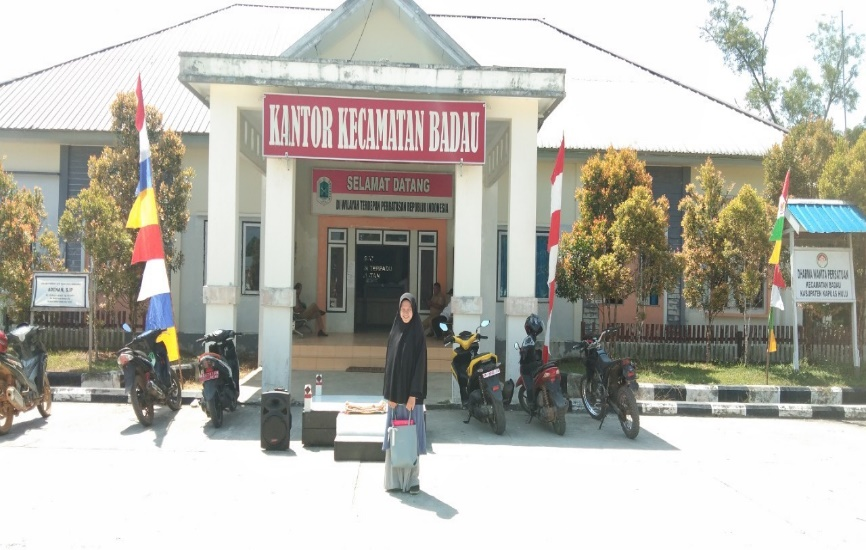 KANTOR KECAMATAN BADAU
SELAMAT DATANG
DI WILAYAH TERDEPAN PERBATASAN REPUBLIK INDONESIA
DHARMA WANITA PERSATUAN
KECAMATAN BADAU
KABUPATEN KAPUAS HULU